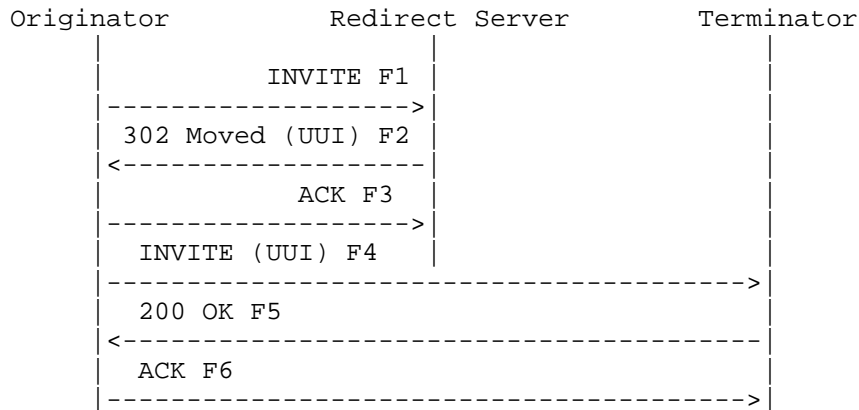 Originator Redirect Server Terminator
INVITE F1
302 Moved (UUI) F2
ACK F3
INVITE (UUI) F4
200 OK F5
ACK F6